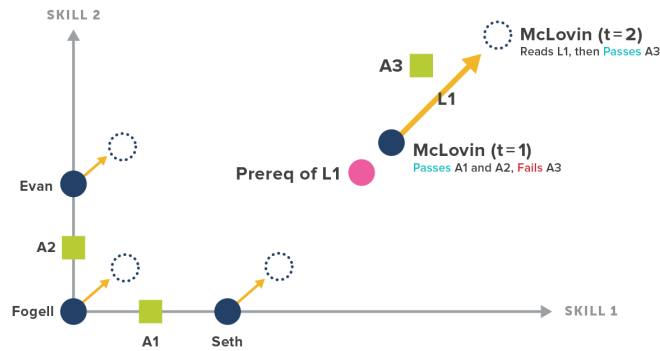 SKILL 2
McLovin (t=2)
Reads L1, then Passes A3
A3
L1
McLovin (t=1)
Passes A1 and A2, Fails A3
Prereq of L1
Evan
A2
Fogell
SKILL 1
A1
Seth